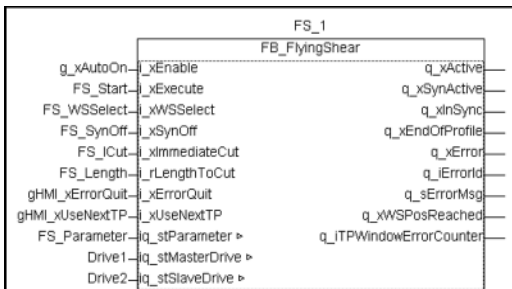 FS_1
FB_FlyingShear
g_xAutoOn i_xEnable q_xActive
FS_Start i_xExecute q_xSynActive
FS_WSSelect i_xWSSelect q_xInSync
FS_SynOff i_xSynOff q_xEndOfProfile
FS_ICut i_xImmediateCut q_xError
FS_Length i_rLengthToCut q_iErrorId
gHMI_xErrorQuit i_xErrorQuit q_sErrorMsg
gHMI_xUseNextTP i_xUseNextTP q_xWSPosReached
FS_Parameter iq_stParameter ▹ q_iTPWindowErrorCounter
Drive1 iq_stMasterDrive ▹
Drive2 iq_stSlaveDrive ▹